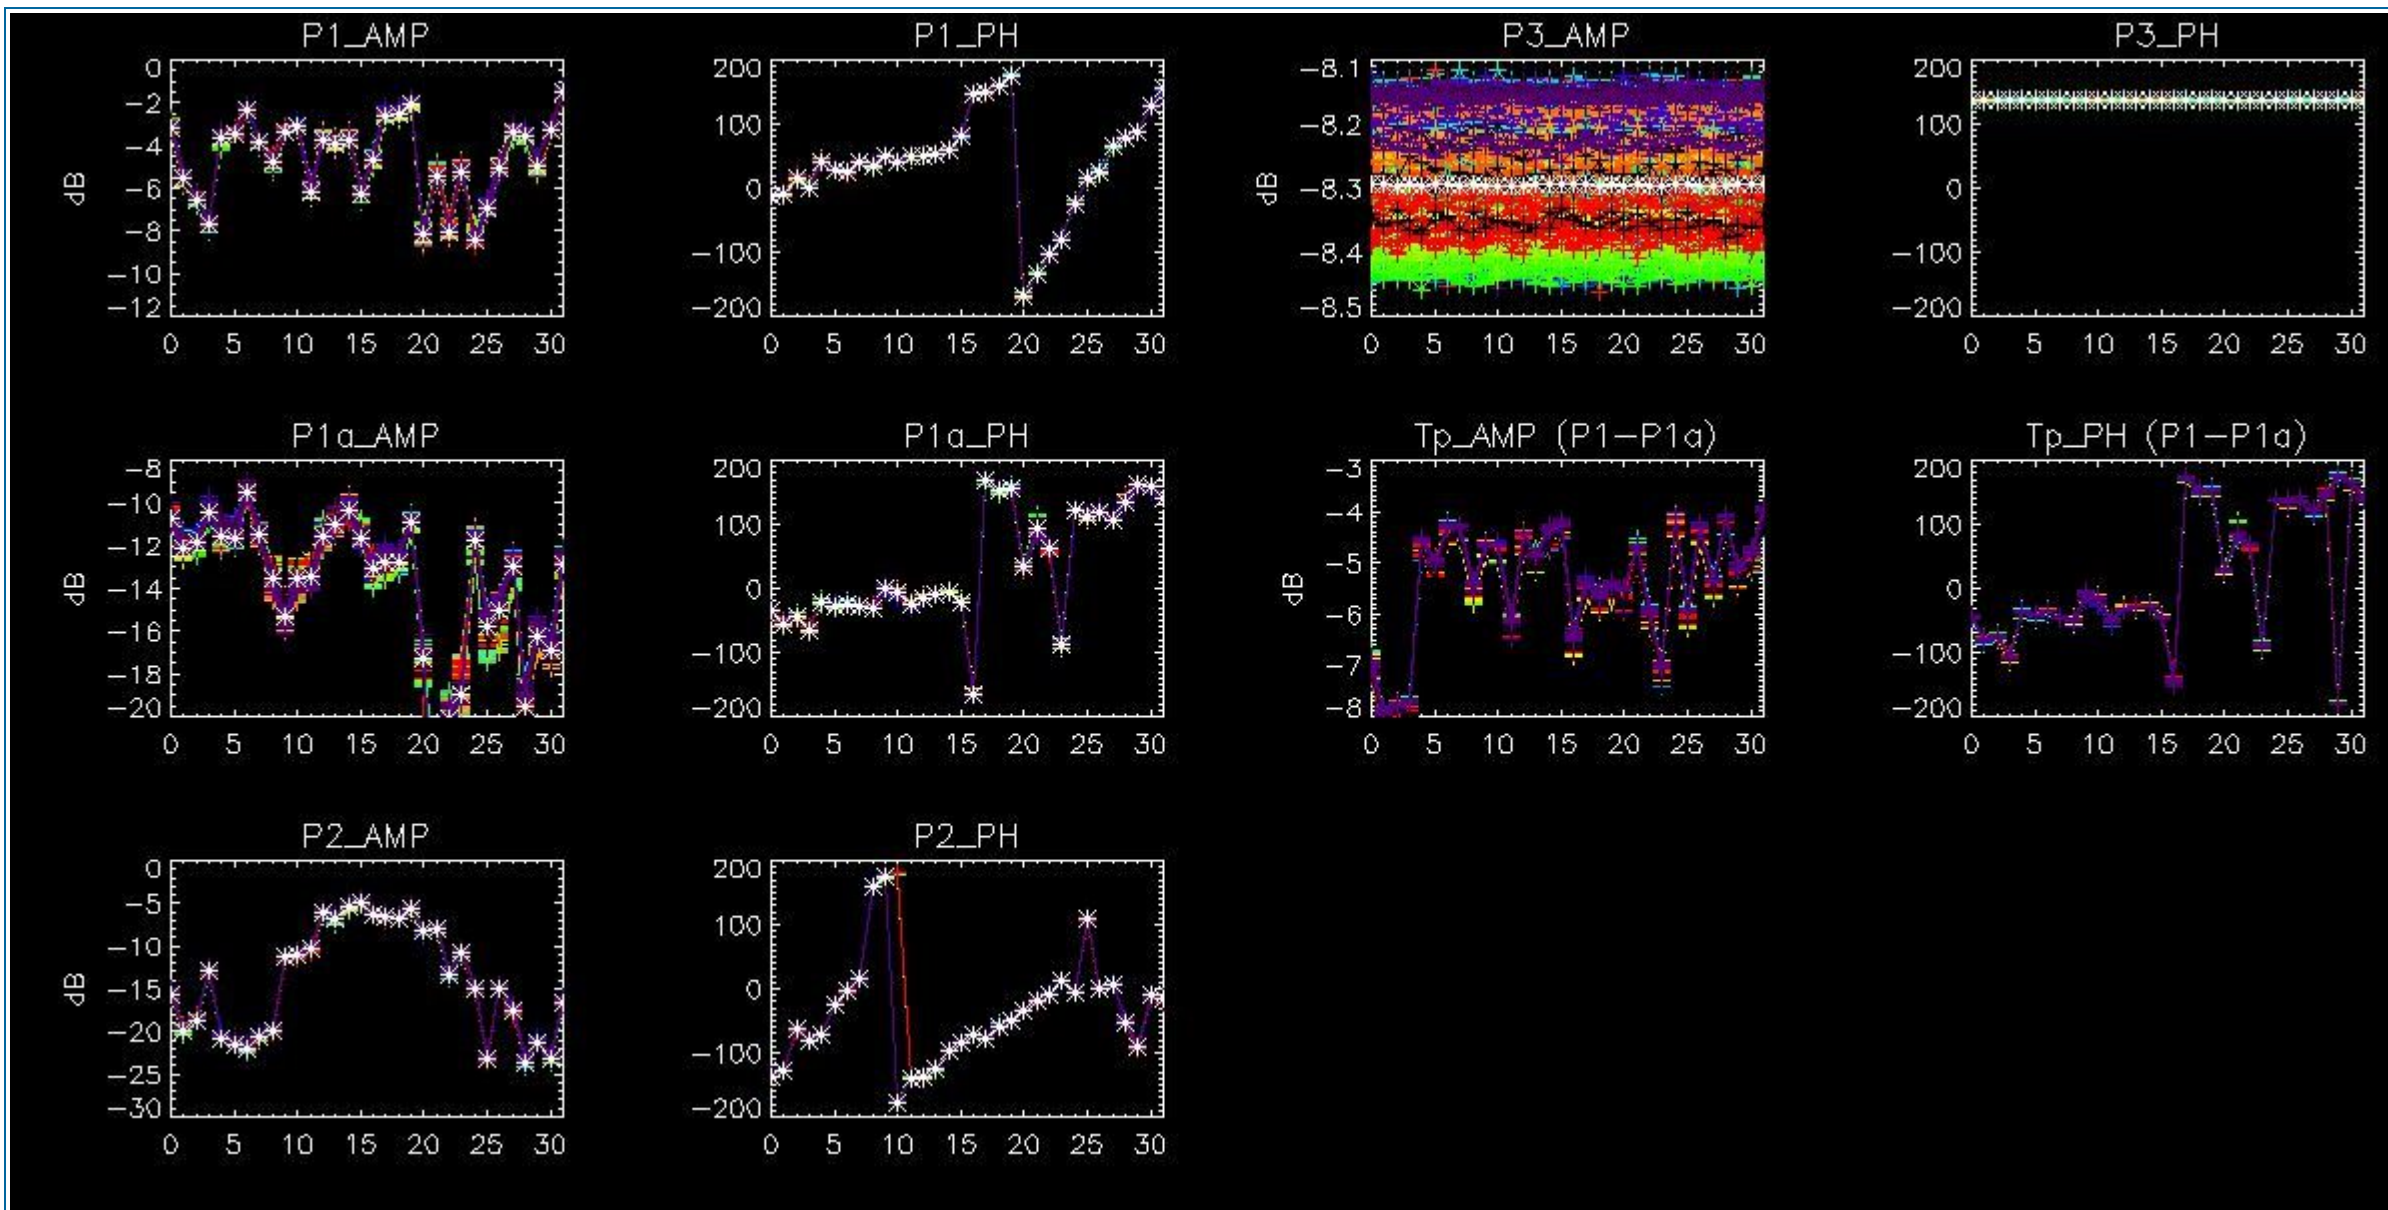 P1_AMP
P1_PH
P3_AMP
P3_PH
0
−2
−4
−6
−8
−10
−12
dB
0 5 10 15 20 25 30
200
100
0
−100
−200
0 5 10 15 20 25 30
−8.1
−8.2
−8.3
−8.4
−8.5
dB
0 5 10 15 20 25 30
200
100
0
−100
−200
0 5 10 15 20 25 30
P1a_AMP
P1a_PH
Tp_AMP (P1−P1a)
Tp_PH (P1−P1a)
−8
−10
−12
−14
−16
−18
−20
dB
0 5 10 15 20 25 30
200
100
0
−100
−200
0 5 10 15 20 25 30
−3
−4
−5
−6
−7
−8
dB
0 5 10 15 20 25 30
200
100
0
−100
−200
0 5 10 15 20 25 30
P2_AMP
P2_PH
0
−5
−10
−15
−20
−25
−30
dB
0 5 10 15 20 25 30
200
100
0
−100
−200
0 5 10 15 20 25 30